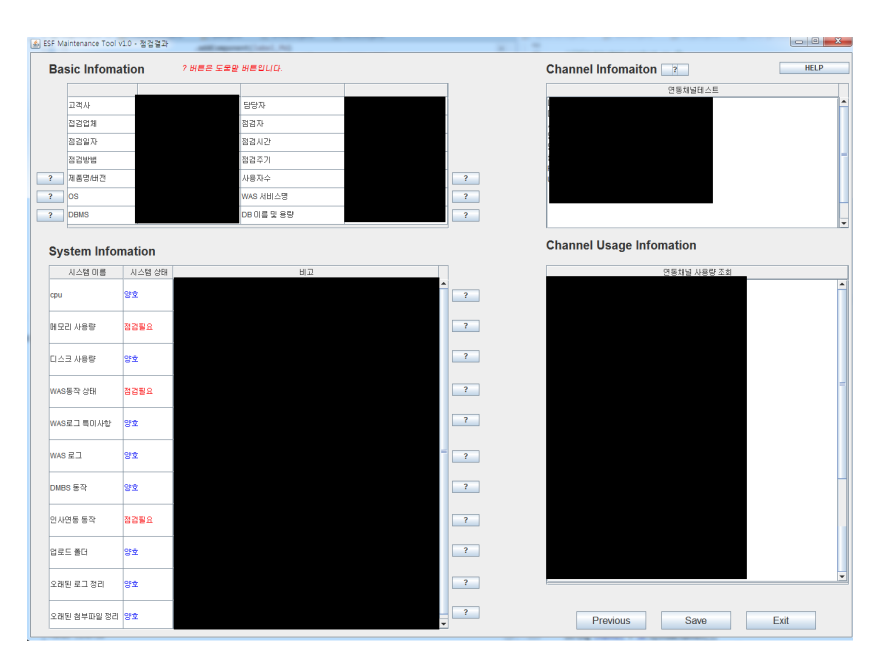 ESF Maintenance Tool v1.0 - 점검결과
Basic Infomation
? 버튼은 도움말 버튼입니다.
고객사 담당자
점검업체 점검자
점검일자 점검시간
점검방법 점검주기
? 제품명/버전 사용자수 ?
? OS WAS 서비스명 ?
? DBMS DB 이름 및 용량 ?
Channel Infomaiton ? HELP
연동채널테스트
System Infomation
시스템 이름 시스템 상태 비고
cpu 양호 ?
메모리 사용량 점검필요 ?
디스크 사용량 양호 ?
WAS동작 상태 점검필요 ?
WAS로그 특이사항 양호 ?
WAS 로그 양호 ?
DMBS 동작 양호 ?
인사연동 동작 점검필요 ?
업로드 폴더 양호 ?
오래된 로그 정리 양호 ?
오래된 첨부파일 정리 양호 ?
Channel Usage Infomation
연동채널 사용량 조회
Previous Save Exit